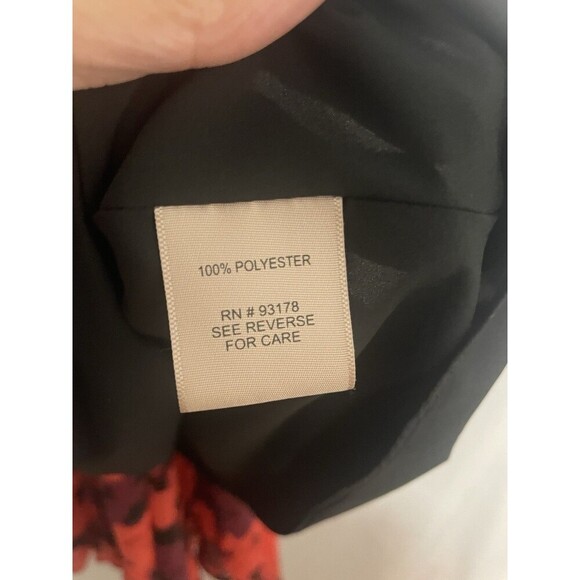 100% POLYESTER
RN # 93178
SEE REVERSE
FOR CARE